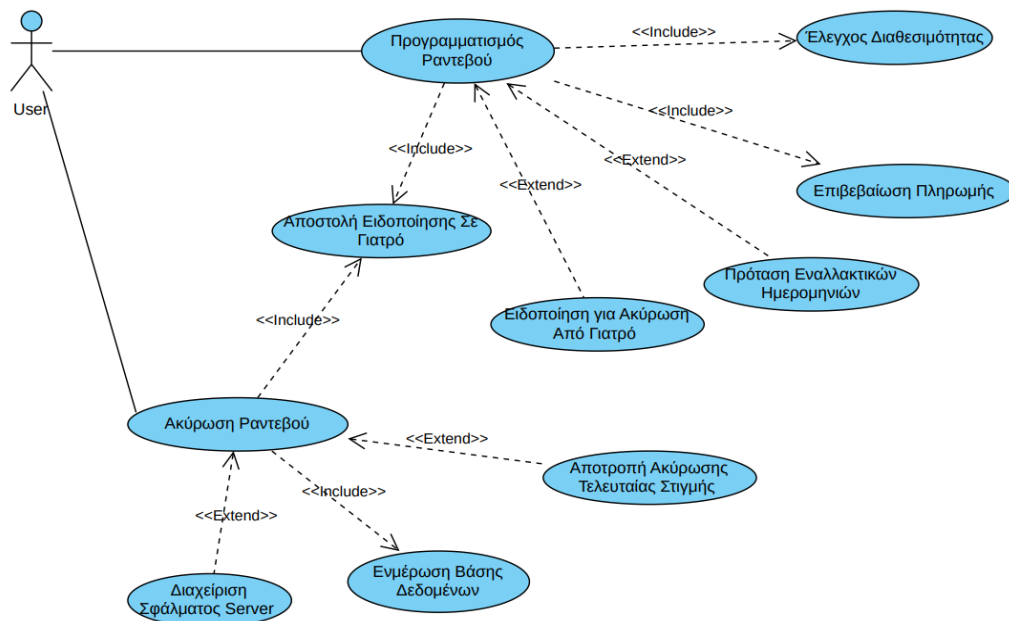 Προγραμματισμός
Ραντεβού
<<Include>>
Έλεγχος Διαθεσιμότητας
User
<<Include>>
<<Include>>
<<Extend>>
<<Extend>>
Επιβεβαίωση Πληρωμής
Αποστολή Ειδοποίησης Σε
Γιατρό
Πρόταση Εναλλακτικών
Ημερομηνιών
Ειδοποίηση για Ακύρωση
Από Γιατρό
<<Include>>
Ακύρωση Ραντεβού
<<Extend>>
Αποτροπή Ακύρωσης
Τελευταίας Στιγμής
<<Include>>
<<Extend>>
Ενμέρωση Βάσης
Δεδομένων
Διαχείριση
Σφάλματος Server